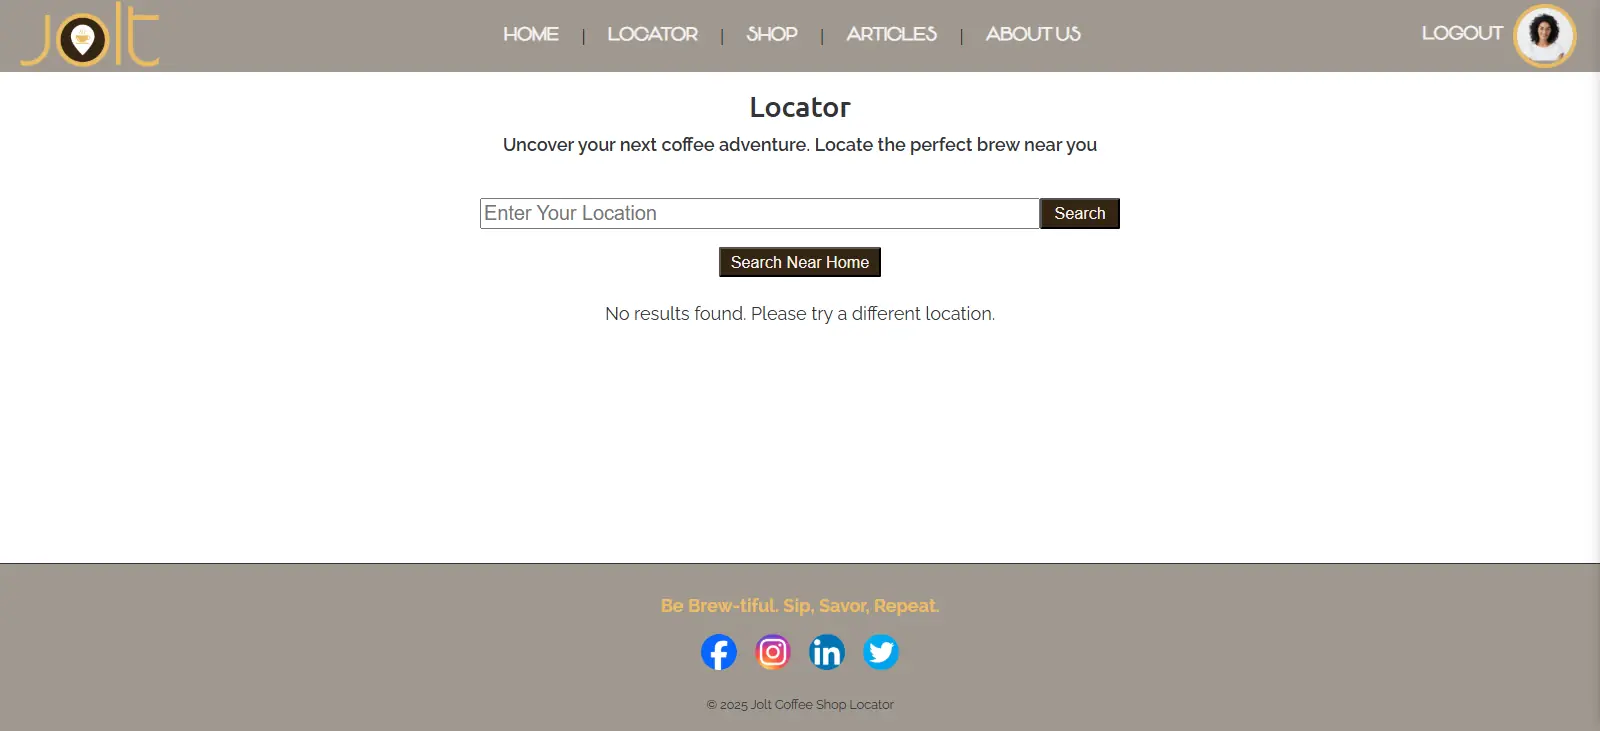 Jolt
HOME | LOCATOR | SHOP | ARTICLES | ABOUT US
LOGOUT
Locator
Uncover your next coffee adventure. Locate the perfect brew near you
Enter Your Location
Search
Search Near Home
No results found. Please try a different location.
Be Brew-tiful. Sip, Savor, Repeat.
© 2025 Jolt Coffee Shop Locator